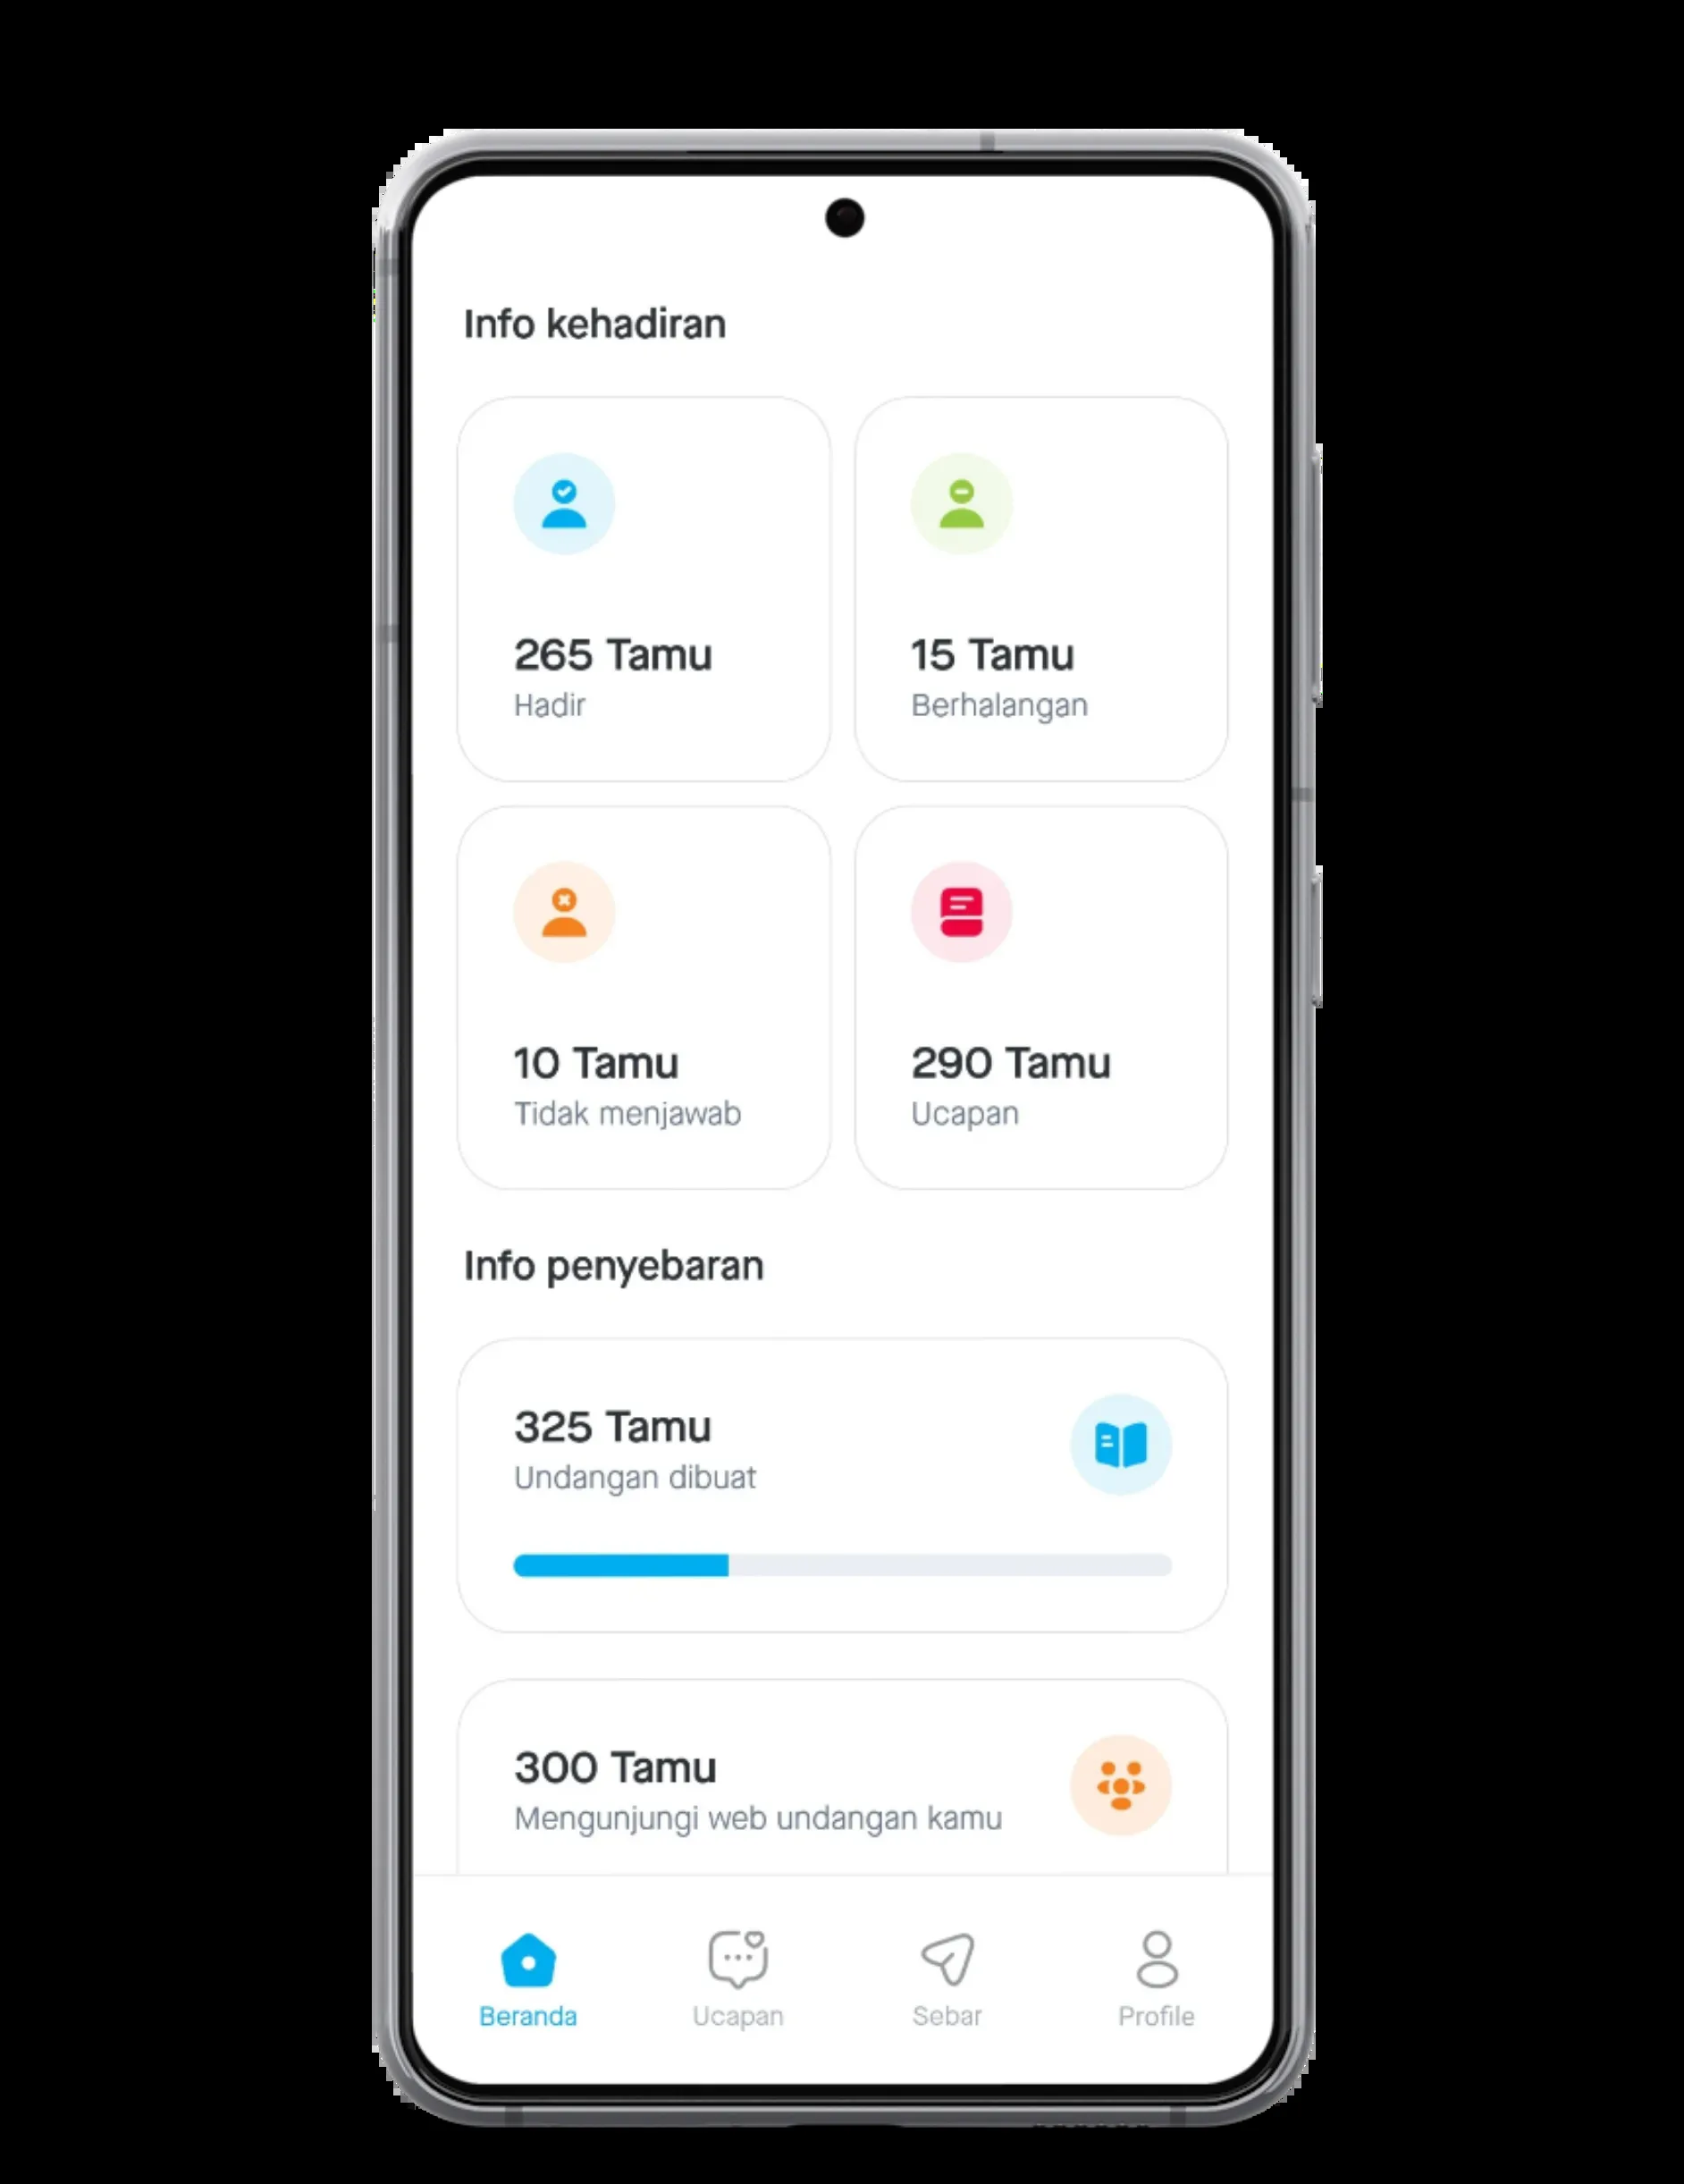 Info kehadiran
265 Tamu
Hadir
15 Tamu
Berhalangan
10 Tamu
Tidak menjawab
290 Tamu
Ucapan
Info penyebaran
325 Tamu
Undangan dibuat
300 Tamu
Mengunjungi web undangan kamu
Beranda
Ucapan
Sebar
Profile